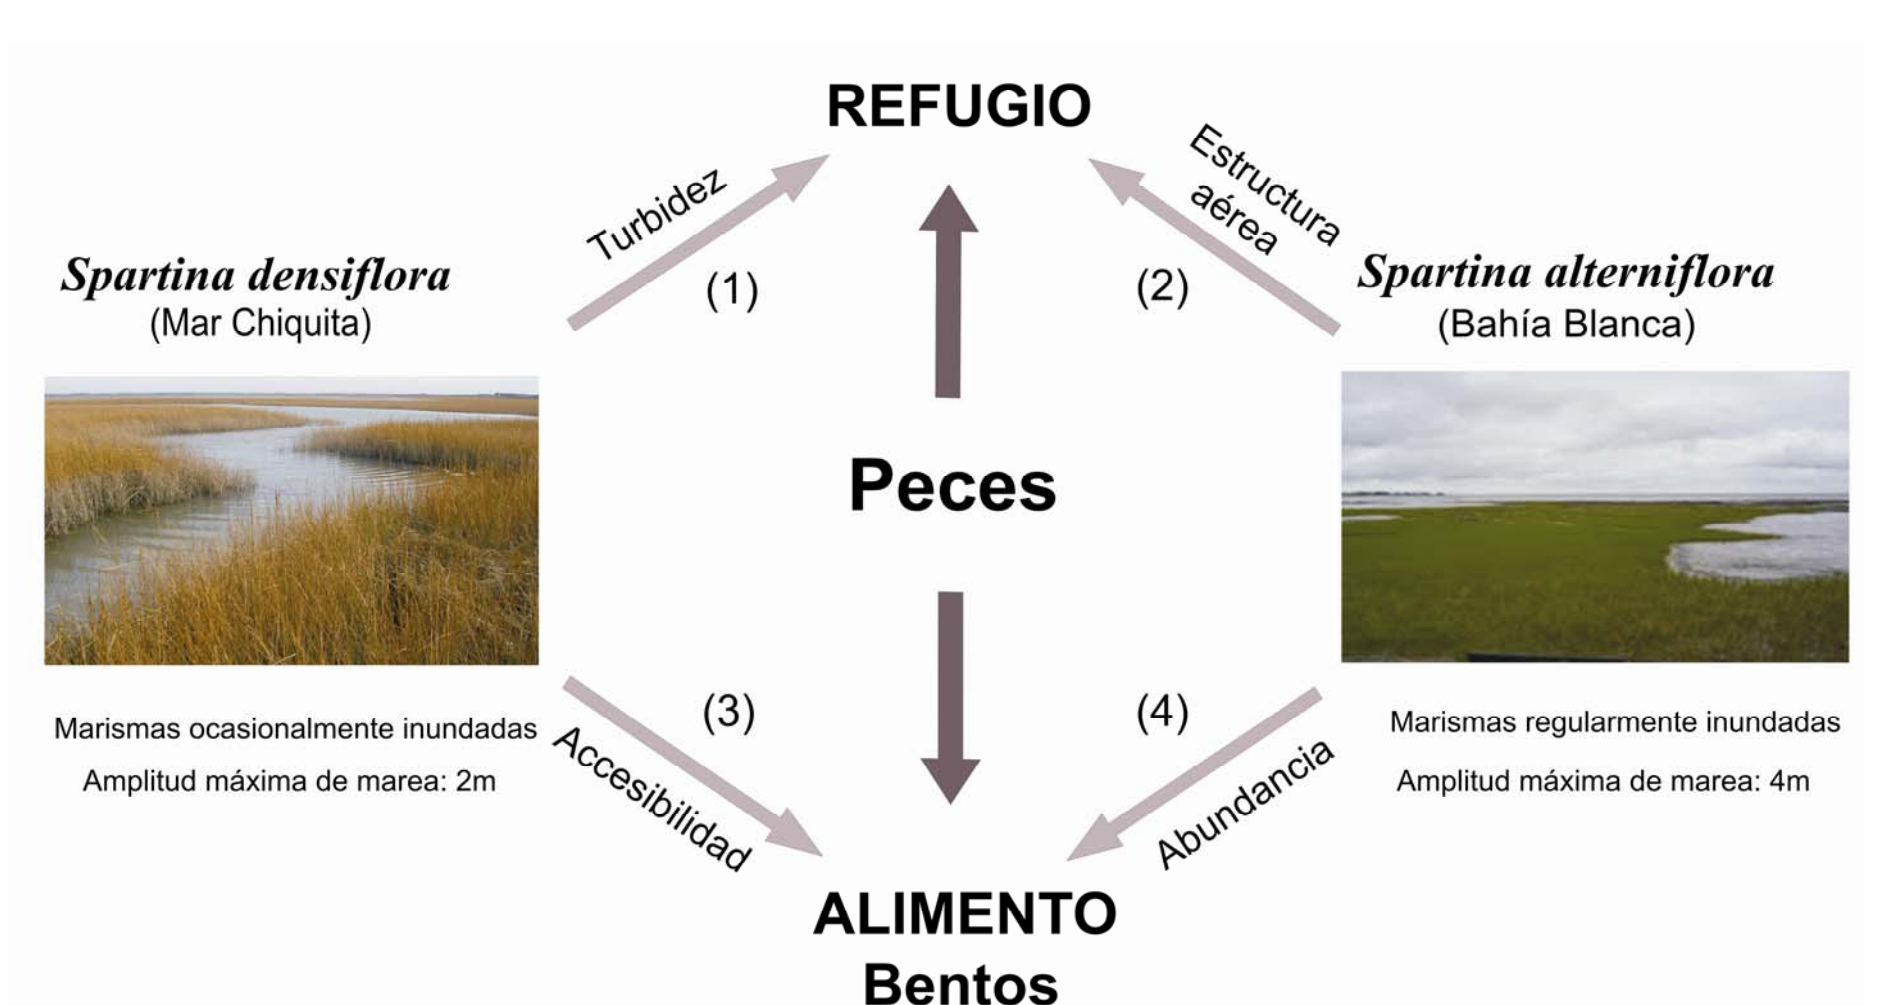 REFUGIO
Turbidez
Estructura
aérea
(1)
(2)
Spartina densiflora
(Mar Chiquita)
Spartina alterniflora
(Bahía Blanca)
Peces
Marismas ocasionalmente inundadas
Amplitud máxima de marea: 2m
(3)
(4)
Marismas regularmente inundadas
Amplitud máxima de marea: 4m
Accesibilidad
Abundancia
ALIMENTO
Bentos